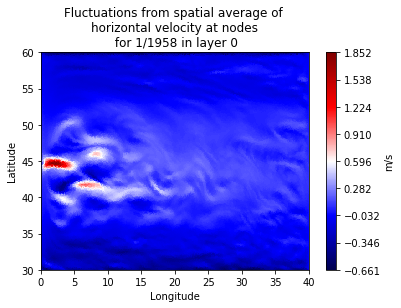 Fluctuations from spatial average of
horizontal velocity at nodes
for 1/1958 in layer 0
60
55
50
45
40
35
30
Latitude
0 5 10 15 20 25 30 35 40
Longitude
1.852
1.538
1.224
0.910
0.596
0.282
−0.032
−0.346
−0.661
m/s